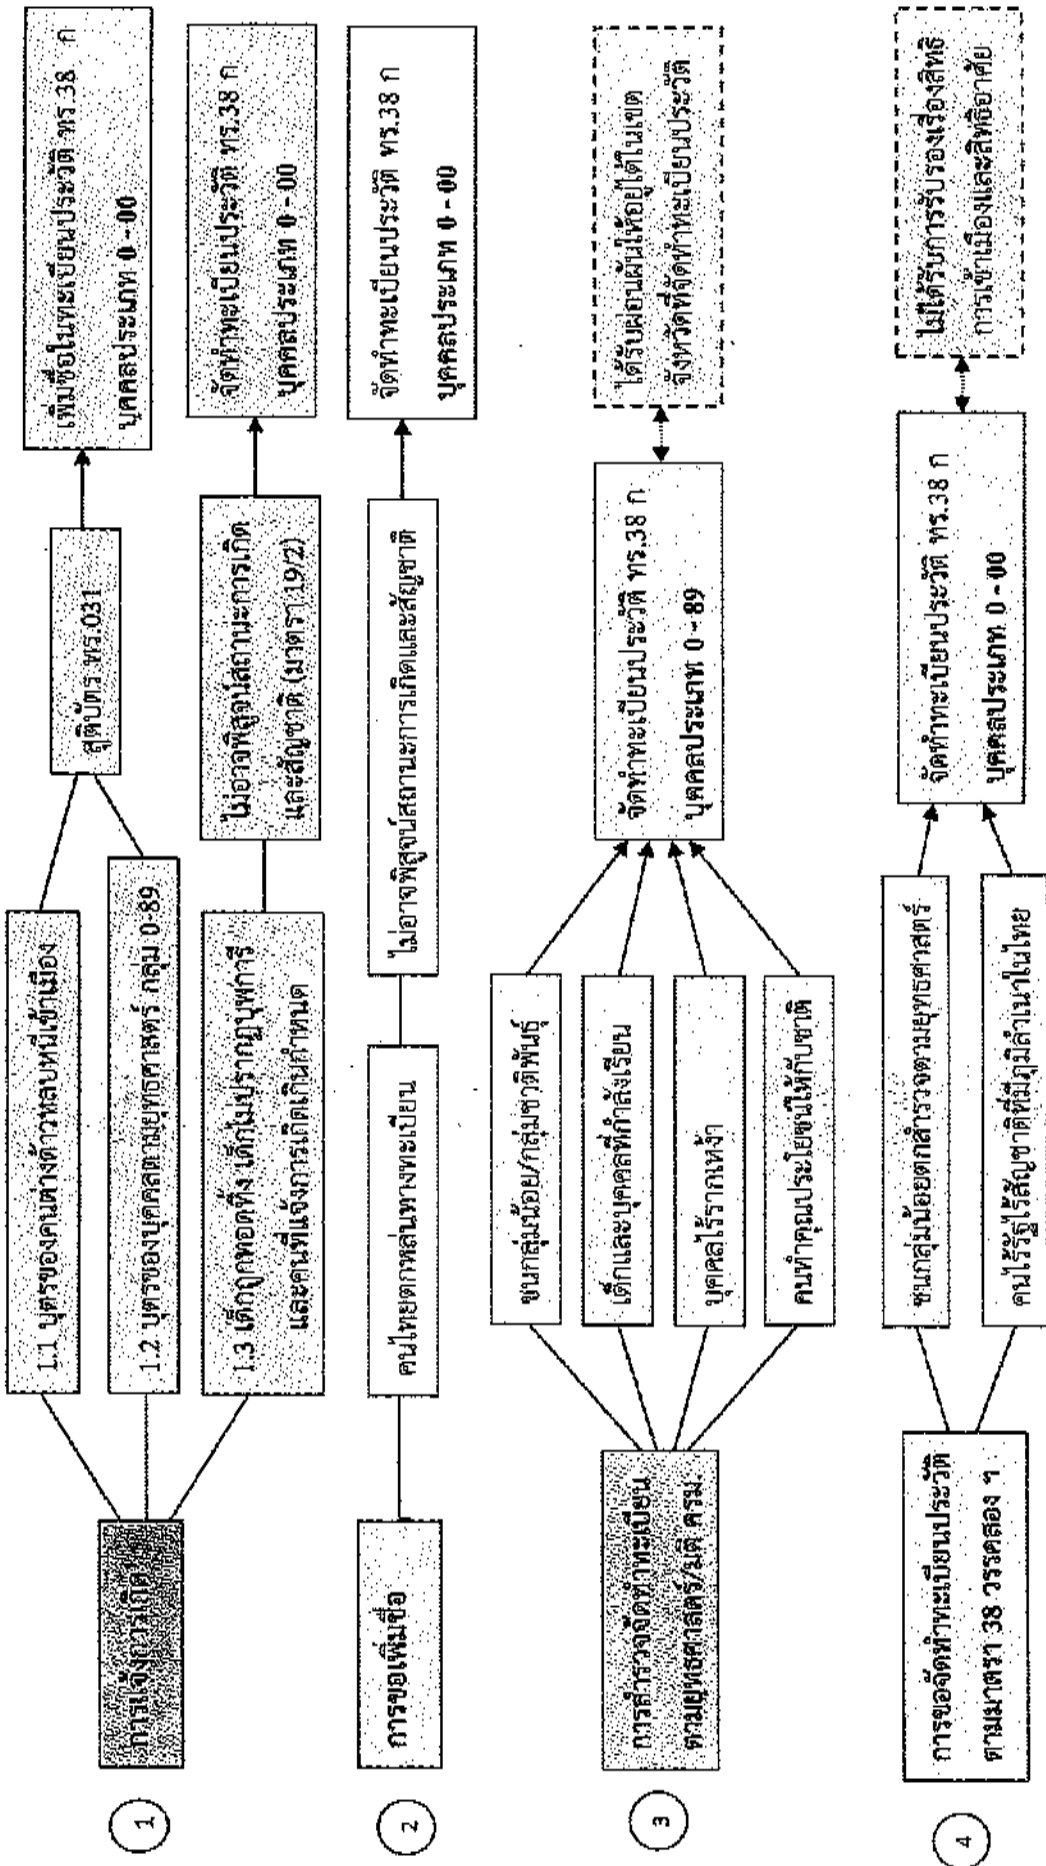 1
การแจ้งการเกิด
1.1 บุตรของคนต่างด้าวหลบหนีเข้าเมือง
1.2 บุตรของบุคคลตามยุทธศาสตร์ กลุ่ม 0-89
1.3 เด็กถูกทอดทิ้ง เด็กไม่ปรากฏบุพการี
และคนที่แจ้งการเกิดเกินกำหนด
สูติบัตร ทร.031
ไม่อาจพิสูจน์สถานะการเกิด
และสัญชาติ (มาตรา 19/2)
เพิ่มชื่อในทะเบียนประวัติ ทร.38 ก
บุคคลประเภท 0 - 00
จัดทำทะเบียนประวัติ ทร.38 ก
บุคคลประเภท 0 - 00
2
การขอเพิ่มชื่อ
คนไทยตกหล่นทางทะเบียน
ไม่อาจพิสูจน์สถานะการเกิดและสัญชาติ
จัดทำทะเบียนประวัติ ทร.38 ก
บุคคลประเภท 0 - 00
3
การสำรวจจัดทำทะเบียน
ตามยุทธศาสตร์/มติ ครม.
ชนกลุ่มน้อย/กลุ่มชาติพันธุ์
เด็กและบุคคลที่กำลังเรียน
บุคคลไร้รากเหง้า
คนทำคุณประโยชน์ให้กับชาติ
จัดทำทะเบียนประวัติ ทร.38 ก
บุคคลประเภท 0 - 89
ได้รับผ่อนผันให้อยู่ได้ในเขต
จังหวัดที่จัดทำทะเบียนประวัติ
4
การขอจัดทำทะเบียนประวัติ
ตามมาตรา 38 วรรคสอง ฯ
ชนกลุ่มน้อยตกสำรวจตามยุทธศาสตร์
คนไร้รัฐไร้สัญชาติที่มีภูมิลำเนาในไทย
จัดทำทะเบียนประวัติ ทร.38 ก
บุคคลประเภท 0 - 00
ไม่ได้รับการรับรองเรื่องสิทธิ
การเข้าเมืองและสิทธิอาศัย